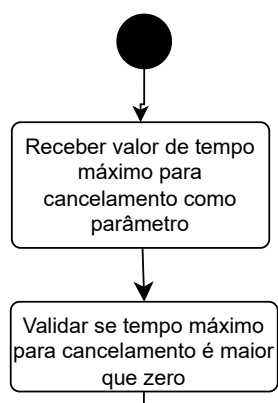 Receber valor de tempo
máximo para
cancelamento como
parâmetro
Validar se tempo máximo
para cancelamento é maior
que zero